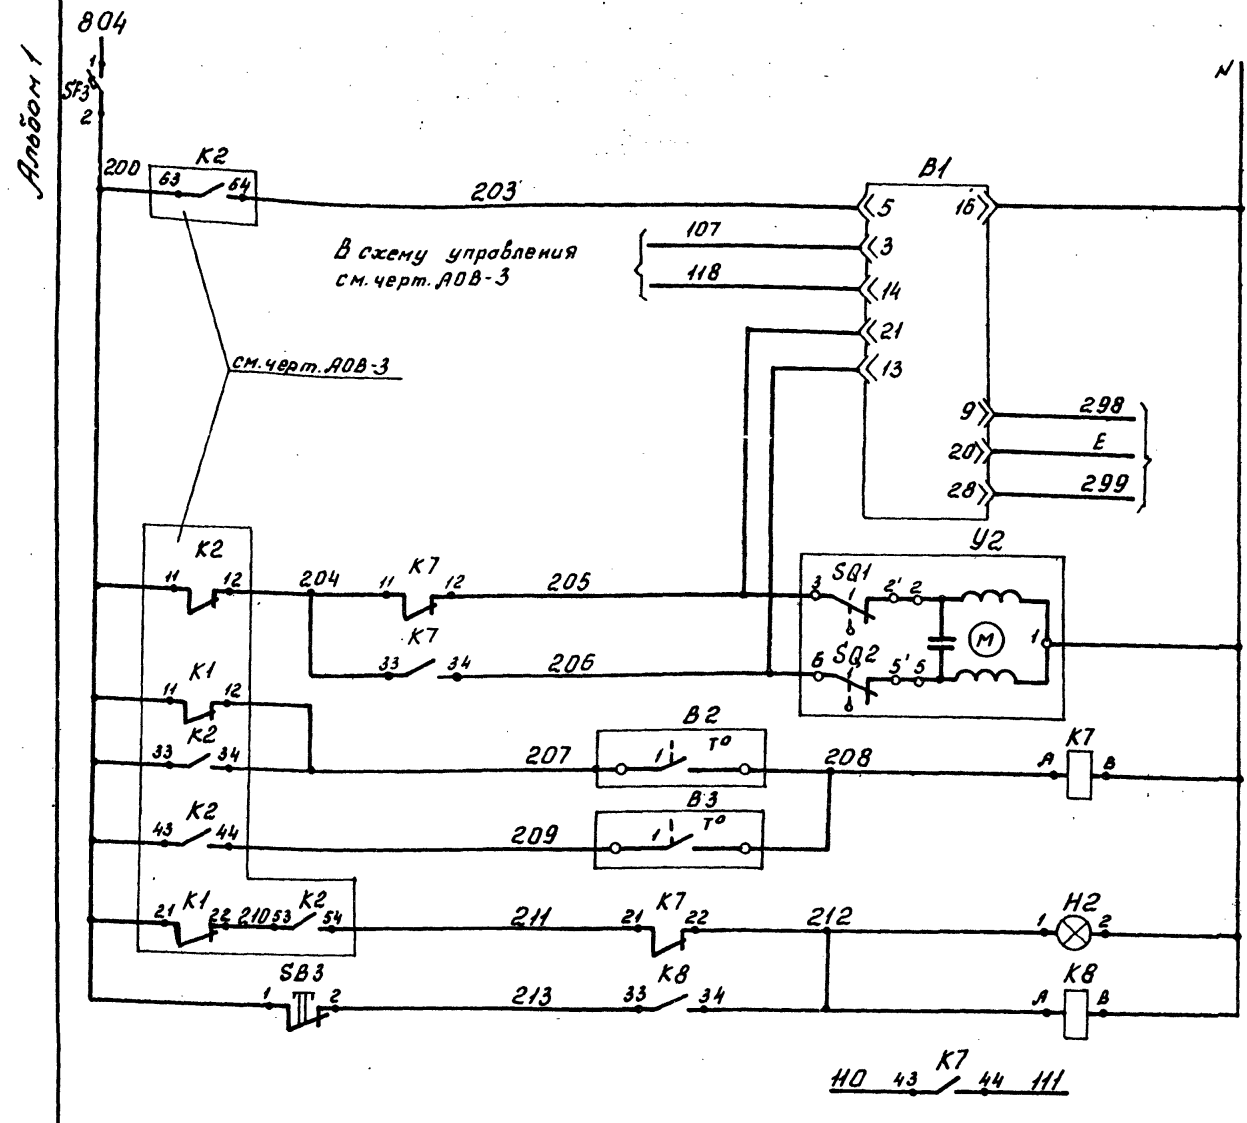 804
Альбом 1
1
SF3
2
N
200
K2
63 64
203
B1
5 16
107
3
В схему управления
см. черт. АОВ-3
118
14
21
13
см. черт. АОВ-3
9 298
20 E
28 299
У2
K2
11 12
204
K7
11 12
205
3 SQ1 2' 2
1
M 1
K7
33 34
206
6 SQ2 5' 5
K1
11 12
K2
33 34
207
B2
1 T°
208
K7
A B
K2
43 44
209
B3
1 T°
K1 K2
21 22 210 53 54
211
K7
21 22
212
H2
1 2
SB3
1 2
213
K8
33 34
K8
A B
K7
110 43 44 111